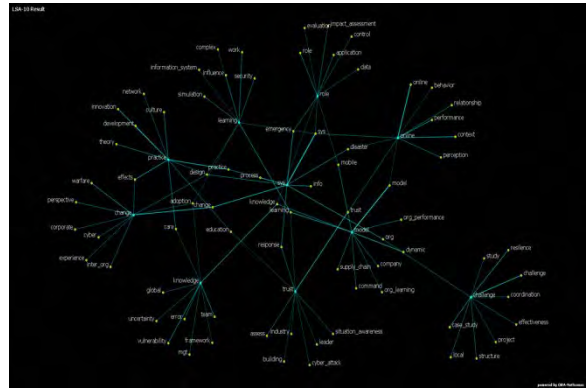 LSA-10 Result
evaluation
impact_assessment
control
complex
work
role
application
information_system
influence
security
data
role
simulation
online
behavior
network
relationship
innovation
culture
performance
development
learning
emergency
sys
online
context
theory
disaster
perception
practice
practice
mobile
effects
design
process
warfare
sys
info
model
perspective
adoption
change
knowledge
learning
trust
org_performance
change
corporate
cyber
care
education
model
org
experience
response
dynamic
inter_org
study
resilience
supply_chain
company
challenge
knowledge
command
global
trust
org_learning
challenge
coordination
uncertainty
error
team
case_study
effectiveness
assess
industry
situation_awareness
project
vulnerability
framework
leader
local
structure
mgt
building
cyber_attack